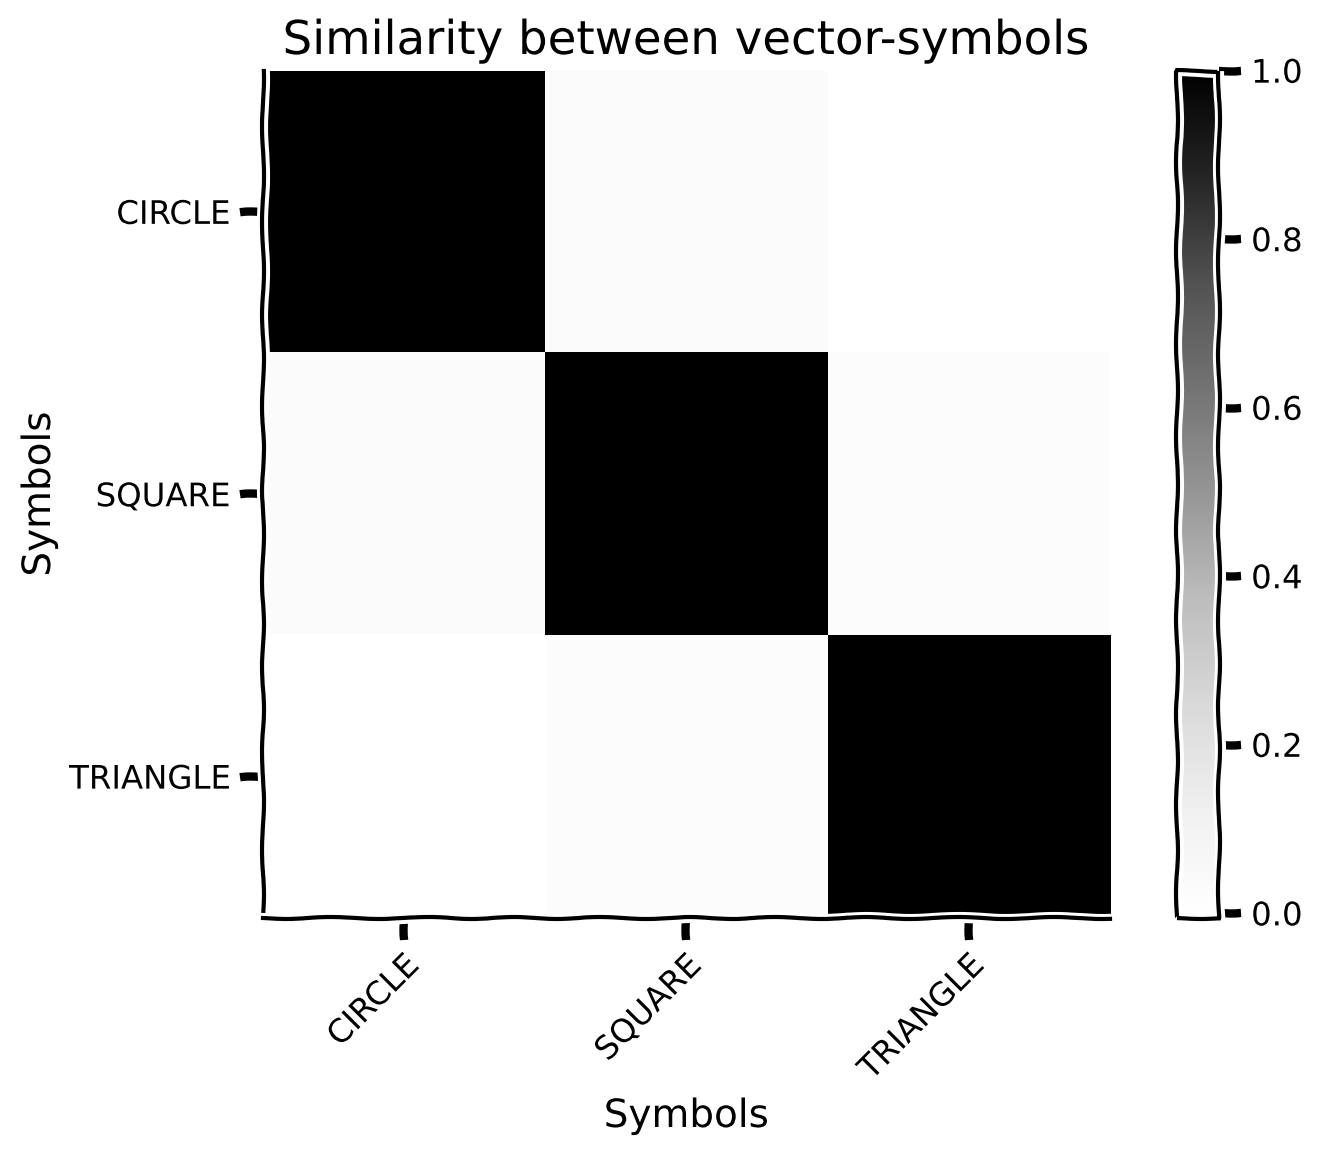 Similarity between vector-symbols
1.0
CIRCLE
0.8
0.6
Symbols
SQUARE
0.4
0.2
TRIANGLE
0.0
CIRCLE
SQUARE
TRIANGLE
Symbols